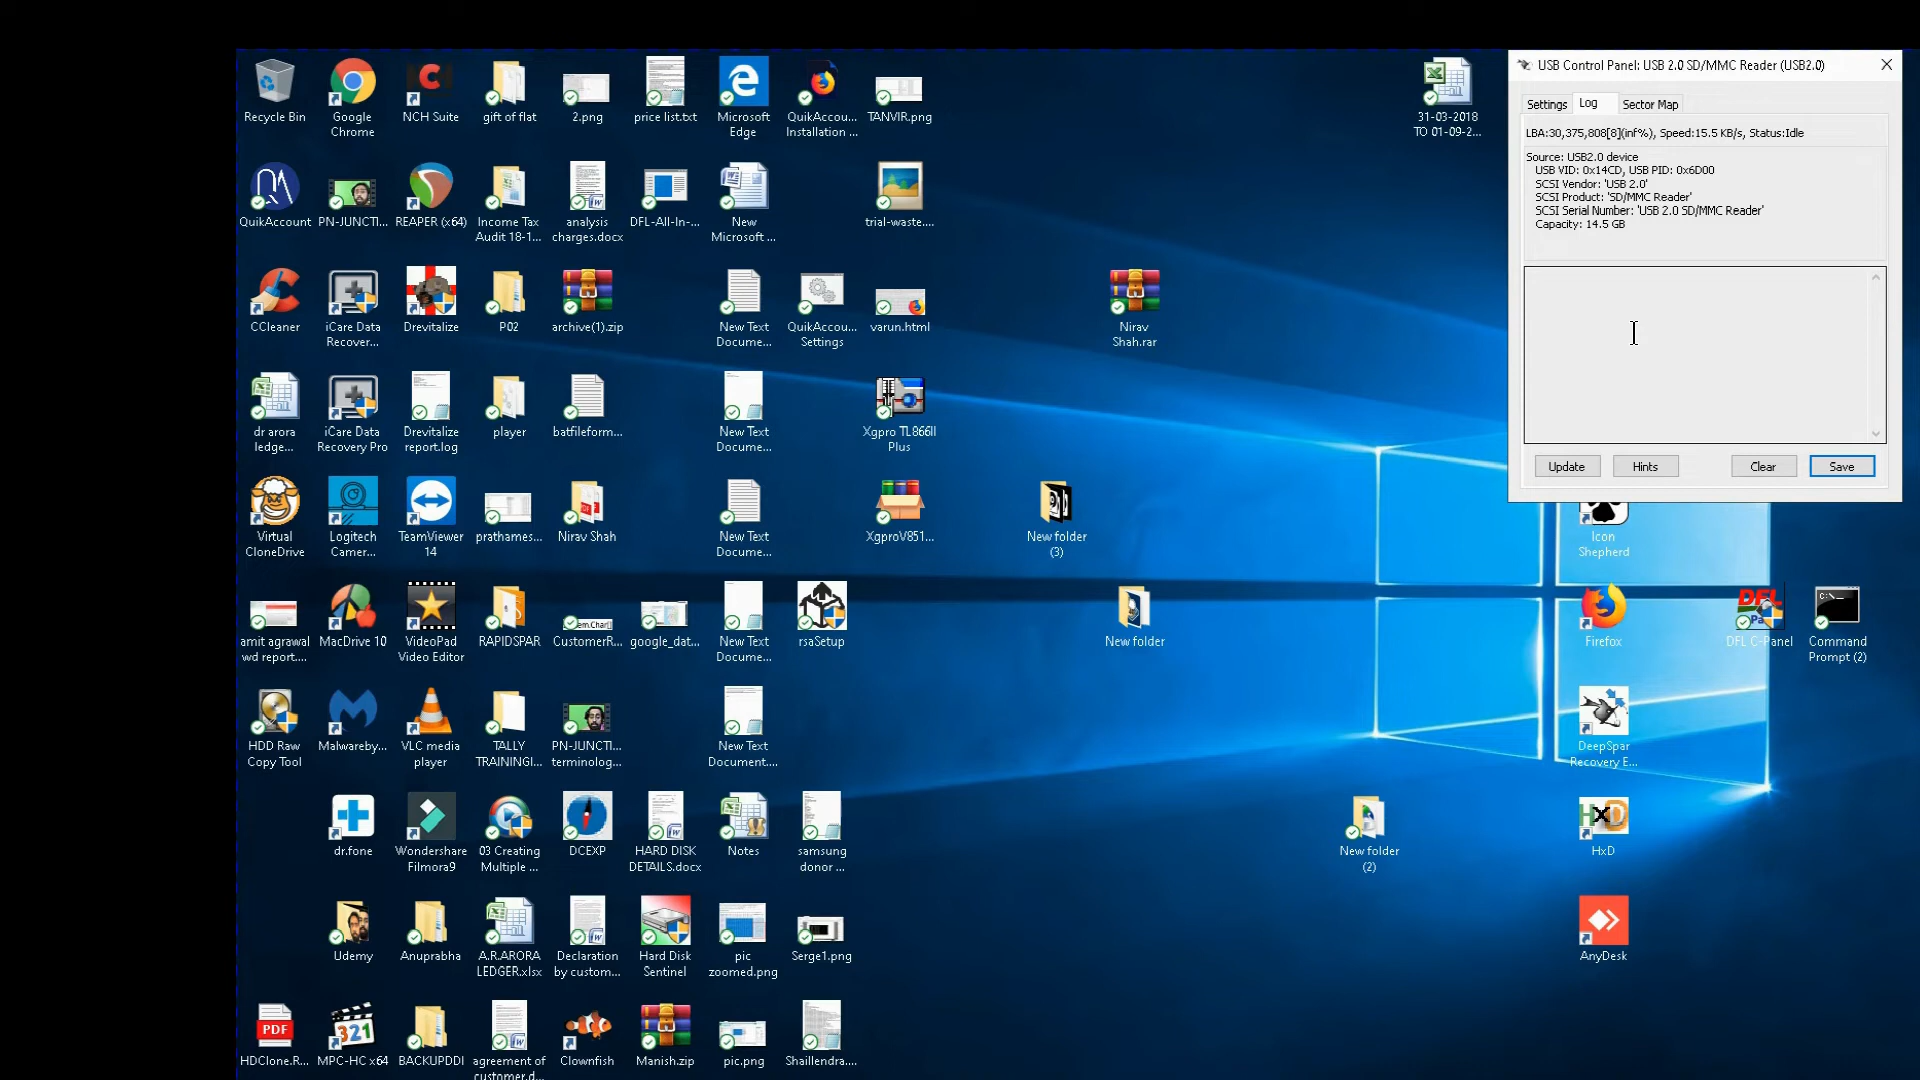 Recycle Bin
Google
Chrome
NCH Suite
gift of flat
2.png
price list.txt
Microsoft
Edge
QuikAccou...
Installation ...
TANVIR.png
31-03-2018
TO 01-09-2...
USB Control Panel: USB 2.0 SD/MMC Reader (USB2.0)
Settings
Log
Sector Map
LBA:30,375,808[8](inf%), Speed:15.5 KB/s, Status:Idle
Source: USB2.0 device
USB VID: 0x14CD, USB PID: 0x6D00
SCSI Vendor: 'USB 2.0'
SCSI Product: 'SD/MMC Reader'
SCSI Serial Number: 'USB 2.0 SD/MMC Reader'
Capacity: 14.5 GB
Update
Hints
Clear
Save
QuikAccount
PN-JUNCTI...
REAPER (x64)
Income Tax
Audit 18-1...
analysis
charges.docx
DFL-All-In-...
New
Microsoft ...
trial-waste....
CCleaner
iCare Data
Recover...
Drevitalize
P02
archive(1).zip
New Text
Docume...
QuikAccou...
Settings
varun.html
Nirav
Shah.rar
dr arora
ledge...
iCare Data
Recovery Pro
Drevitalize
report.log
player
batfileform...
New Text
Docume...
Xgpro TL866II
Plus
Virtual
CloneDrive
Logitech
Camer...
TeamViewer
14
prathames...
Nirav Shah
New Text
Docume...
XgproV851...
New folder
(3)
Icon
Shepherd
amit agrawal
wd report....
MacDrive 10
VideoPad
Video Editor
RAPIDSPAR
CustomerR...
google_dat...
New Text
Docume...
rsaSetup
New folder
Firefox
DFL C-Panel
Command
Prompt (2)
HDD Raw
Copy Tool
Malwareby...
VLC media
player
TALLY
TRAININGI...
PN-JUNCTI...
terminolog...
New Text
Document....
DeepSpar
Recovery E...
dr.fone
Wondershare
Filmora9
03 Creating
Multiple ...
DCEXP
HARD DISK
DETAILS.docx
Notes
samsung
donor ...
New folder
(2)
HxD
Udemy
Anuprabha
A.R.ARORA
LEDGER.xlsx
Declaration
by custom...
Hard Disk
Sentinel
pic
zoomed.png
Serge1.png
AnyDesk
HDClone.R...
MPC-HC x64
BACKUPDDI
agreement of
customer.d...
Clownfish
Manish.zip
pic.png
Shaillendra....